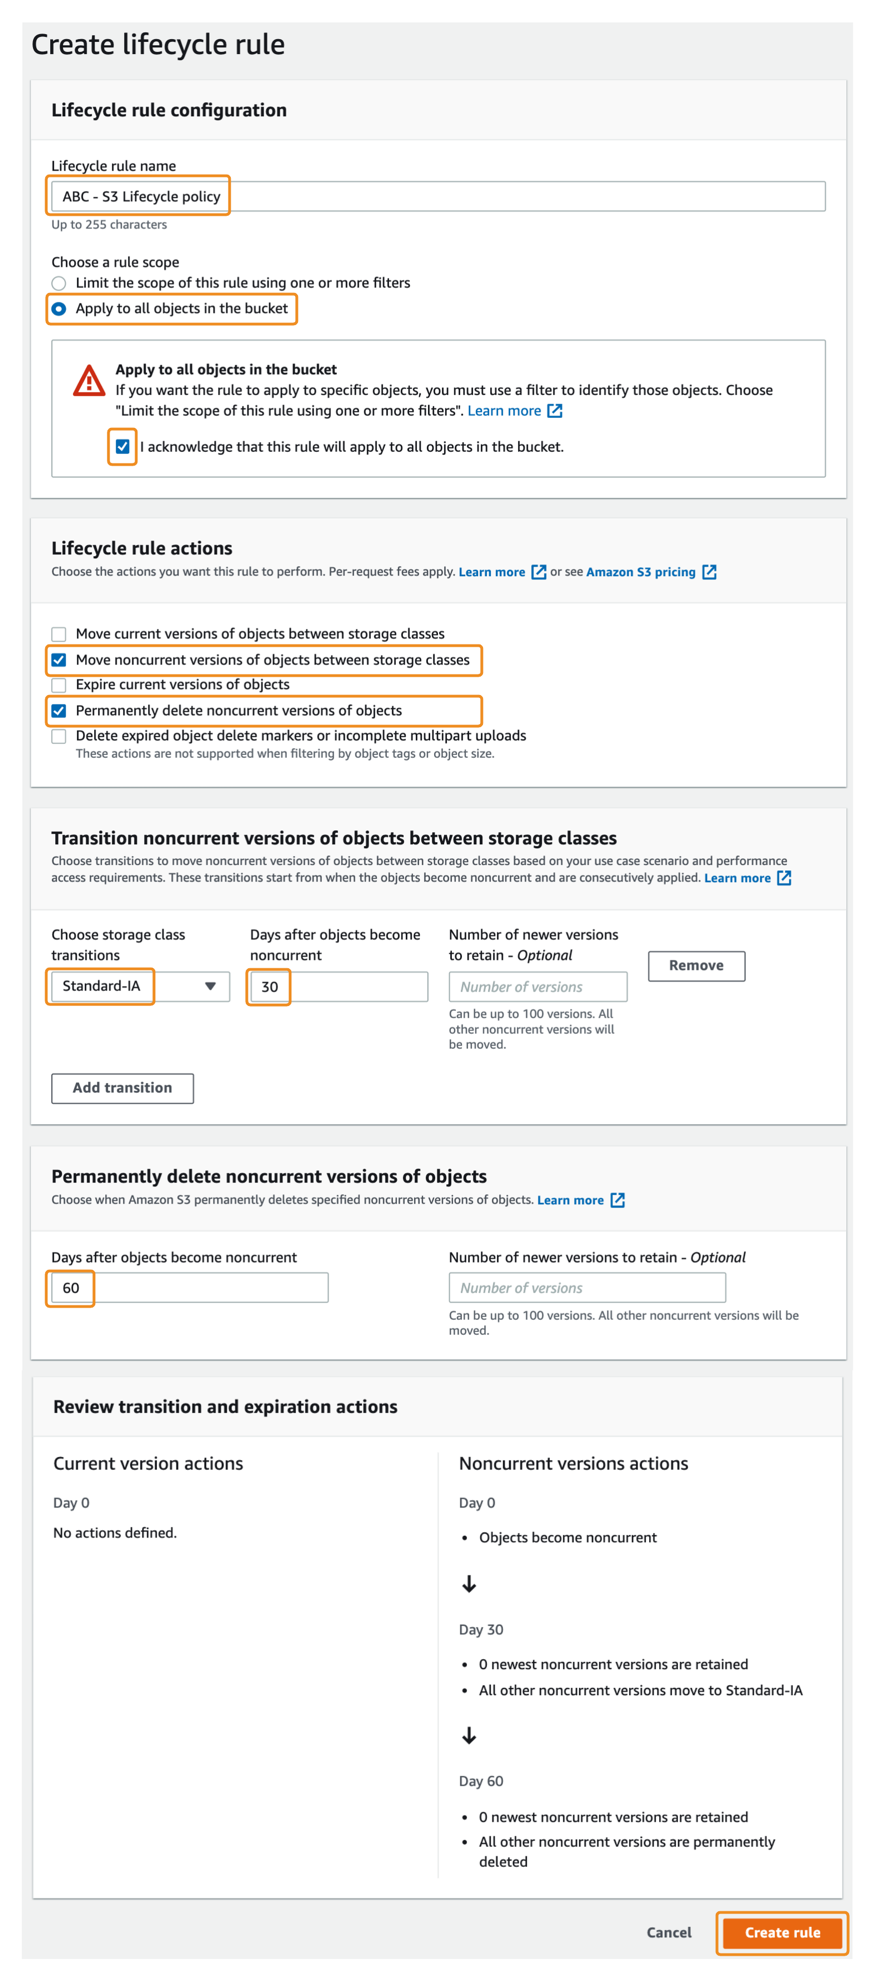 Create lifecycle rule
Lifecycle rule configuration
Lifecycle rule name
ABC - S3 Lifecycle policy
Up to 255 characters
Choose a rule scope
Limit the scope of this rule using one or more filters
Apply to all objects in the bucket
Apply to all objects in the bucket
If you want the rule to apply to specific objects, you must use a filter to identify those objects. Choose
"Limit the scope of this rule using one or more filters". Learn more
I acknowledge that this rule will apply to all objects in the bucket.
Lifecycle rule actions
Choose the actions you want this rule to perform. Per-request fees apply. Learn more or see Amazon S3 pricing
Move current versions of objects between storage classes
Move noncurrent versions of objects between storage classes
Expire current versions of objects
Permanently delete noncurrent versions of objects
Delete expired object delete markers or incomplete multipart uploads
These actions are not supported when filtering by object tags or object size.
Transition noncurrent versions of objects between storage classes
Choose transitions to move noncurrent versions of objects between storage classes based on your use case scenario and performance
access requirements. These transitions start from when the objects become noncurrent and are consecutively applied. Learn more
Choose storage class
transitions
Standard-IA
Days after objects become
noncurrent
30
Number of newer versions
to retain - Optional
Number of versions
Can be up to 100 versions. All
other noncurrent versions will
be moved.
Remove
Add transition
Permanently delete noncurrent versions of objects
Choose when Amazon S3 permanently deletes specified noncurrent versions of objects. Learn more
Days after objects become noncurrent
60
Number of newer versions to retain - Optional
Number of versions
Can be up to 100 versions. All other noncurrent versions will be
moved.
Review transition and expiration actions
Current version actions
Day 0
No actions defined.
Noncurrent versions actions
Day 0
• Objects become noncurrent
↓
Day 30
• 0 newest noncurrent versions are retained
• All other noncurrent versions move to Standard-IA
↓
Day 60
• 0 newest noncurrent versions are retained
• All other noncurrent versions are permanently
deleted
Cancel
Create rule